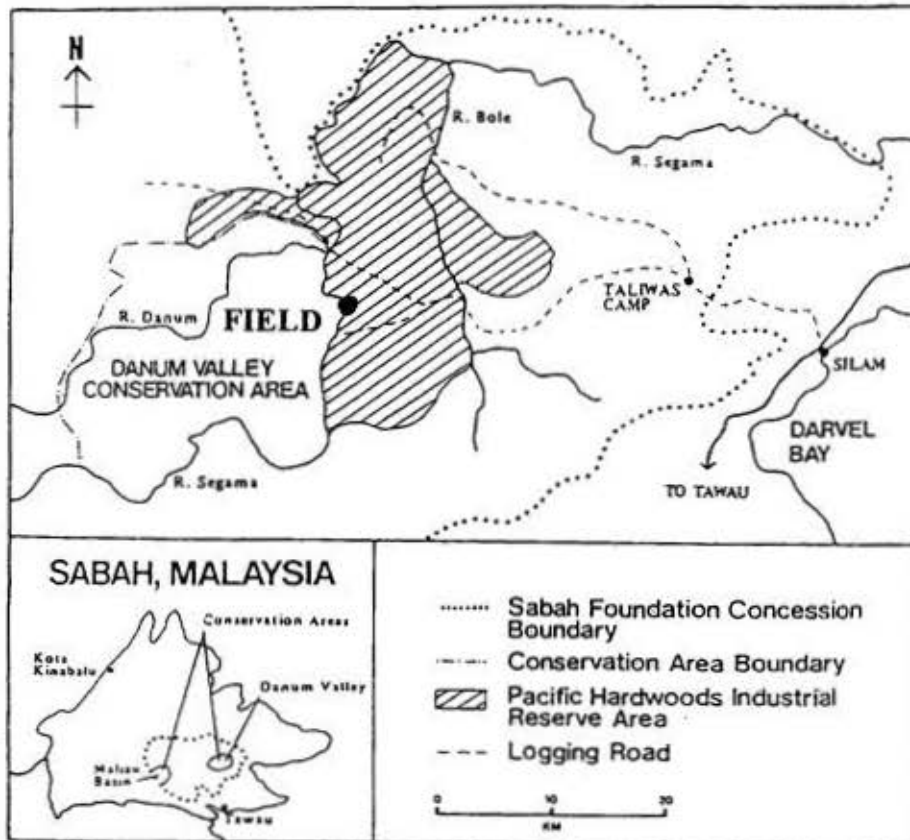 N
R. Bole
R. Segama
TALIWAS
CAMP
R. Danum
FIELD
DANUM VALLEY
CONSERVATION AREA
SILAM
DARVEL
BAY
R. Segama
TO TAWAU
SABAH, MALAYSIA
Conservation Areas
Kota
Kinabalu
Danum Valley
Maliau
Basin
Tawau
Sabah Foundation Concession
Boundary
Conservation Area Boundary
Pacific Hardwoods Industrial
Reserve Area
Logging Road
0 10 20
KM